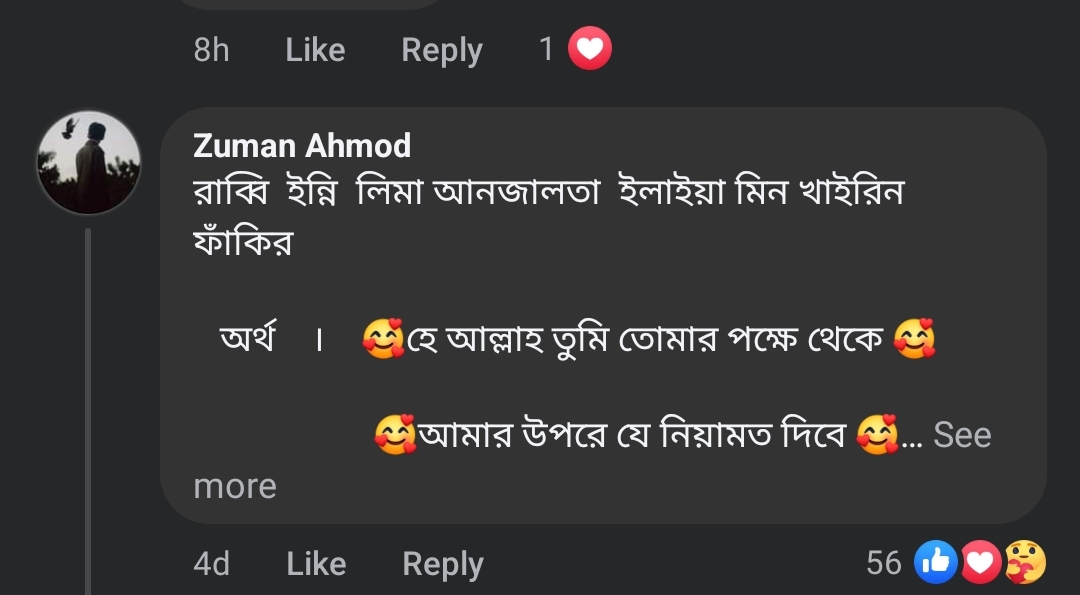 8h Like Reply 1
Zuman Ahmod
রাব্বি ইন্নি লিমা আনজালতা ইলাইয়া মিন খাইরিন
ফাঁকির
অর্থ । 🥰হে আল্লাহ তুমি তোমার পক্ষে থেকে 🥰
🥰আমার উপরে যে নিয়ামত দিবে 🥰... See
more
4d Like Reply 56